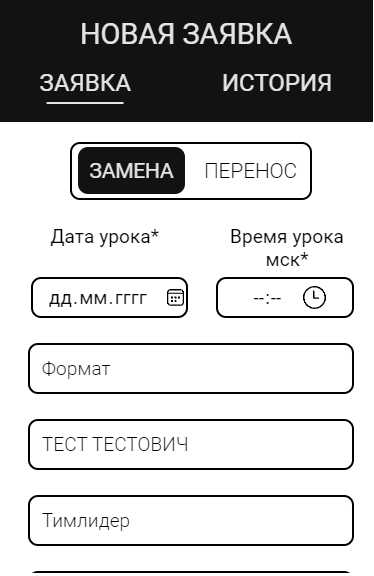 НОВАЯ ЗАЯВКА
ЗАЯВКА ИСТОРИЯ
ЗАМЕНА ПЕРЕНОС
Дата урока* Время урока
мск*
дд.мм.гггг --:--
Формат
ТЕСТ ТЕСТОВИЧ
Тимлидер